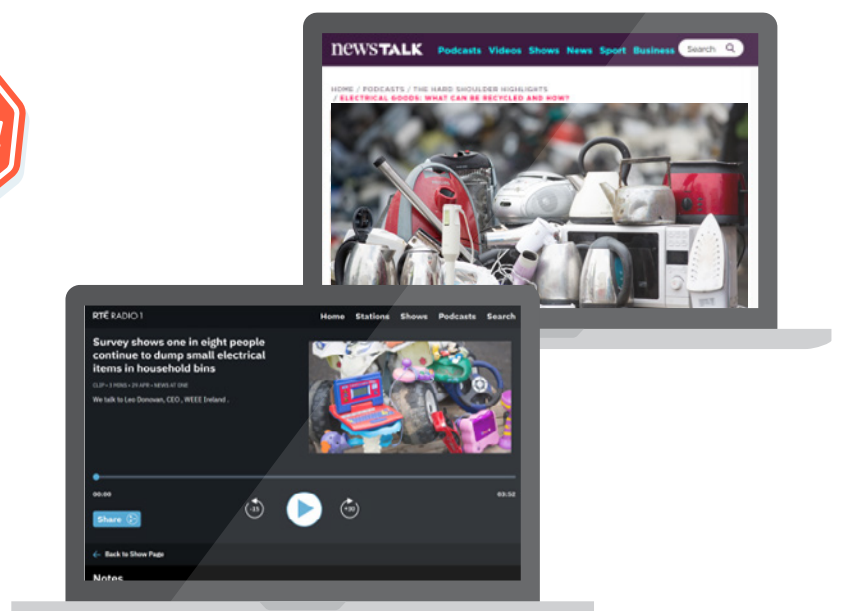 newstalk Podcasts Videos Shows News Sport Business Search
HOME / PODCASTS / THE HARD SHOULDER HIGHLIGHTS
/ ELECTRICAL GOODS: WHAT CAN BE RECYCLED AND HOW?
RTÉ RADIO 1 Home Stations Shows Podcasts Search
Survey shows one in eight people
continue to dump small electrical
items in household bins
CLIP • 3 MINS • 29 APR • NEWS AT ONE
We talk to Leo Donovan, CEO , WEEE Ireland .
00:00 03:52
-15 +30
Share
Back to Show Page
Notes